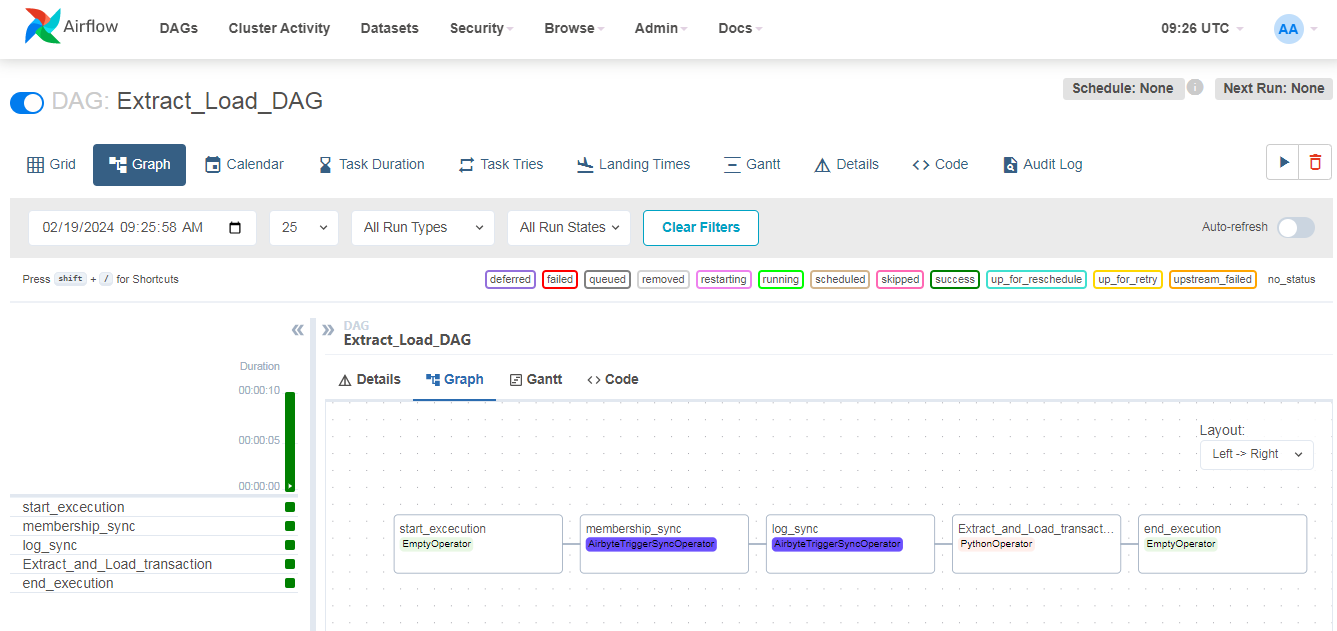 Airflow DAGs Cluster Activity Datasets Security Browse Admin Docs 09:26 UTC AA
DAG: Extract_Load_DAG
Schedule: None i Next Run: None
Grid Graph Calendar Task Duration Task Tries Landing Times Gantt Details Code Audit Log
02/19/2024 09:25:58 AM 25 All Run Types All Run States Clear Filters Auto-refresh
Press shift + / for Shortcuts
deferred failed queued removed restarting running scheduled skipped success up_for_reschedule up_for_retry upstream_failed no_status
Duration
00:00:10
00:00:05
00:00:00
start_excecution
membership_sync
log_sync
Extract_and_Load_transaction
end_execution
DAG
Extract_Load_DAG
Details Graph Gantt Code
Layout:
Left -> Right
start_excecution
EmptyOperator
membership_sync
AirbyteTriggerSyncOperator
log_sync
AirbyteTriggerSyncOperator
Extract_and_Load_transact...
PythonOperator
end_execution
EmptyOperator